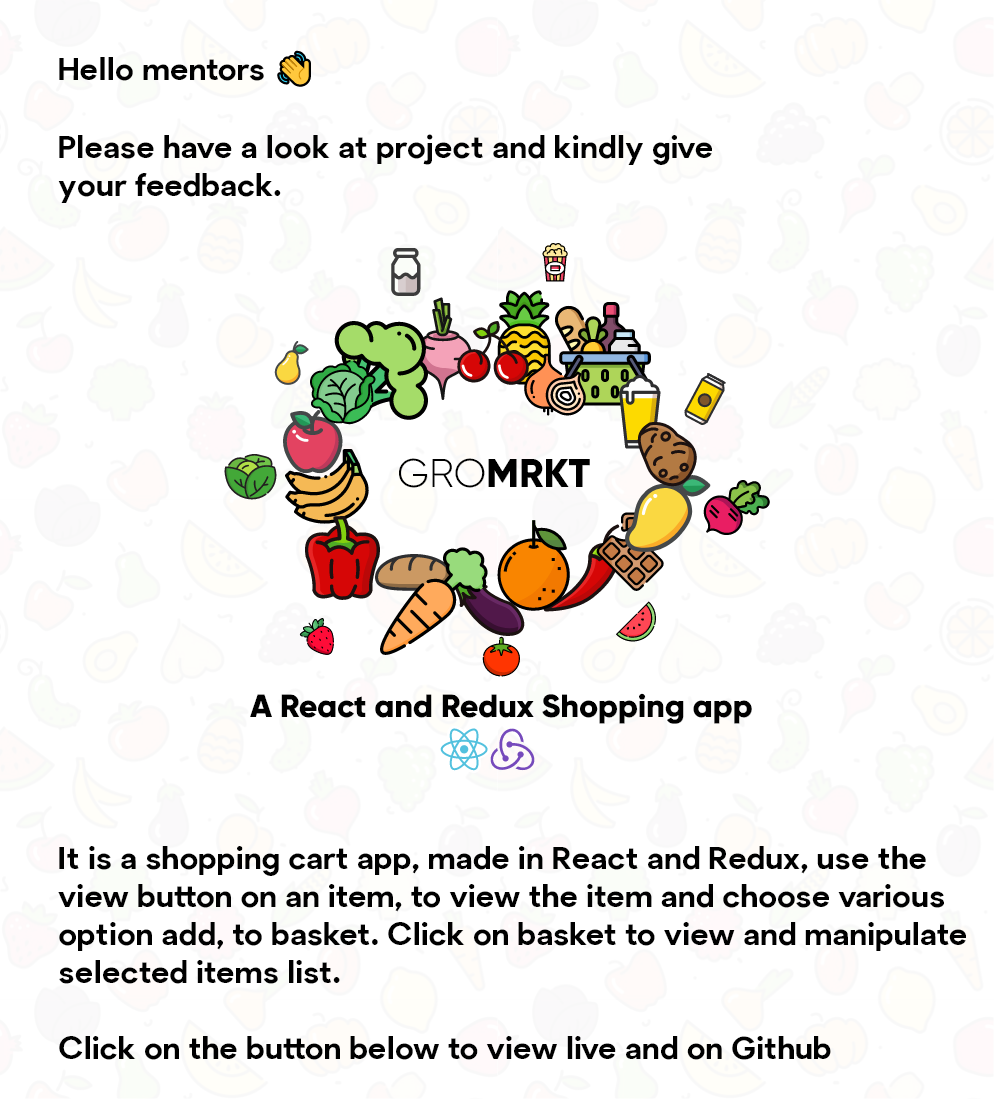 Hello mentors 👋
Please have a look at project and kindly give
your feedback.
GROMRKT
A React and Redux Shopping app
It is a shopping cart app, made in React and Redux, use the
view button on an item, to view the item and choose various
option add, to basket. Click on basket to view and manipulate
selected items list.
Click on the button below to view live and on Github